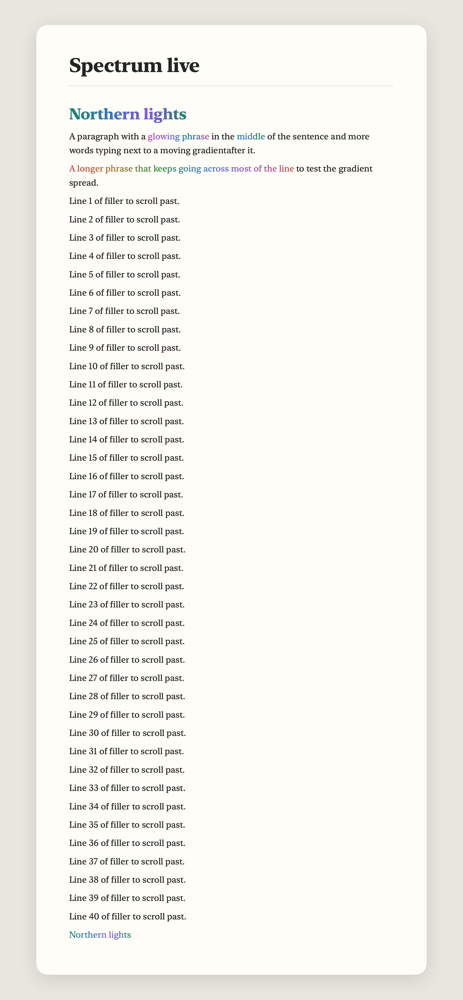 Spectrum live
Northern lights
A paragraph with a glowing phrase in the middle of the sentence and more
words typing next to a moving gradientafter it.
A longer phrase that keeps going across most of the line to test the gradient
spread.
Line 1 of filler to scroll past.
Line 2 of filler to scroll past.
Line 3 of filler to scroll past.
Line 4 of filler to scroll past.
Line 5 of filler to scroll past.
Line 6 of filler to scroll past.
Line 7 of filler to scroll past.
Line 8 of filler to scroll past.
Line 9 of filler to scroll past.
Line 10 of filler to scroll past.
Line 11 of filler to scroll past.
Line 12 of filler to scroll past.
Line 13 of filler to scroll past.
Line 14 of filler to scroll past.
Line 15 of filler to scroll past.
Line 16 of filler to scroll past.
Line 17 of filler to scroll past.
Line 18 of filler to scroll past.
Line 19 of filler to scroll past.
Line 20 of filler to scroll past.
Line 21 of filler to scroll past.
Line 22 of filler to scroll past.
Line 23 of filler to scroll past.
Line 24 of filler to scroll past.
Line 25 of filler to scroll past.
Line 26 of filler to scroll past.
Line 27 of filler to scroll past.
Line 28 of filler to scroll past.
Line 29 of filler to scroll past.
Line 30 of filler to scroll past.
Line 31 of filler to scroll past.
Line 32 of filler to scroll past.
Line 33 of filler to scroll past.
Line 34 of filler to scroll past.
Line 35 of filler to scroll past.
Line 36 of filler to scroll past.
Line 37 of filler to scroll past.
Line 38 of filler to scroll past.
Line 39 of filler to scroll past.
Line 40 of filler to scroll past.
Northern lights